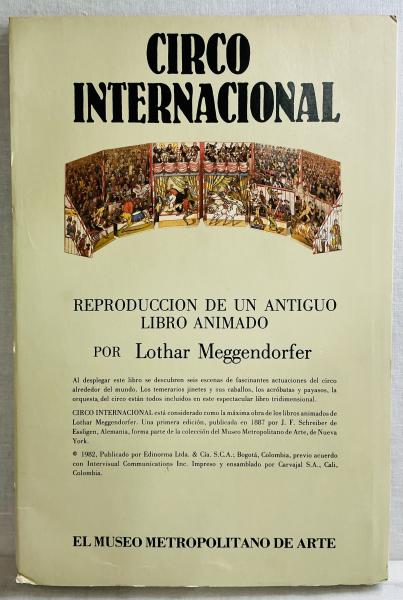 CIRCO
INTERNACIONAL
REPRODUCCION DE UN ANTIGUO
LIBRO ANIMADO
POR Lothar Meggendorfer
Al desplegar este libro se descubren seis escenas de fascinantes actuaciones del circo
alrededor del mundo. Los temerarios jinetes y sus caballos, los acróbatas y payasos, la
orquesta del circo están todos incluidos en este espectacular libro tridimensional.
CIRCO INTERNACIONAL está considerado como la máxima obra de los libros animados de
Lothar Meggendorfer. Una primera edición, publicada en 1887 por J. F. Schreiber de
Essligen, Alemania, forma parte de la colección del Museo Metropolitano de Arte, de Nueva
York.
© 1982, Publicado por Edinorma Ltda. & Cía. S.C.A.; Bogotá, Colombia, previo acuerdo
con Intervisual Communications Inc. Impreso y ensamblado por Carvajal S.A., Cali,
Colombia.
EL MUSEO METROPOLITANO DE ARTE